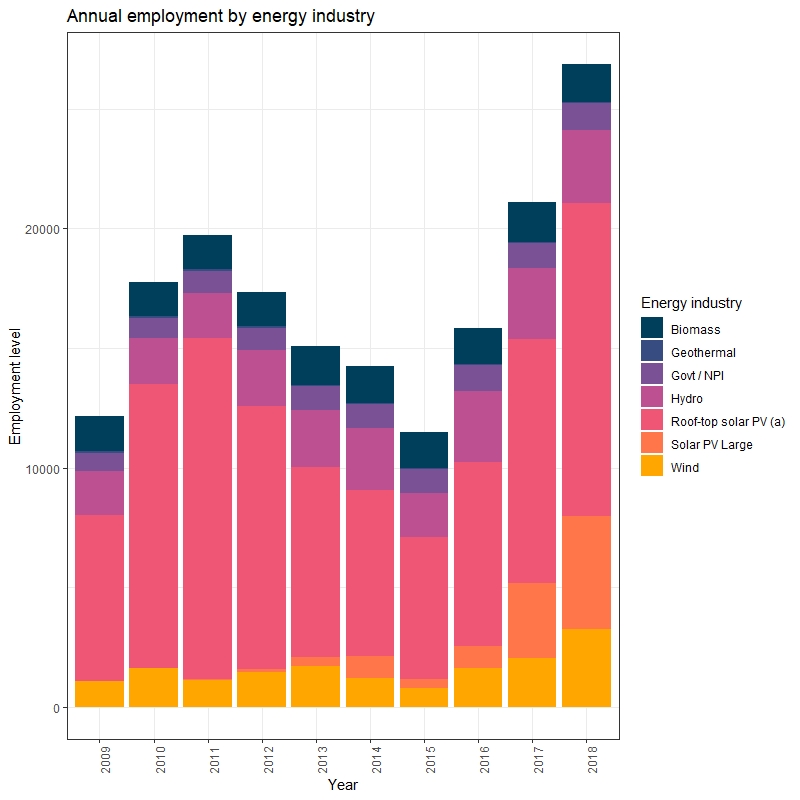 Annual employment by energy industry
Employment level
20000
10000
0
2009
2010
2011
2012
2013
2014
2015
2016
2017
2018
Year
Energy industry
Biomass
Geothermal
Govt / NPI
Hydro
Roof-top solar PV (a)
Solar PV Large
Wind